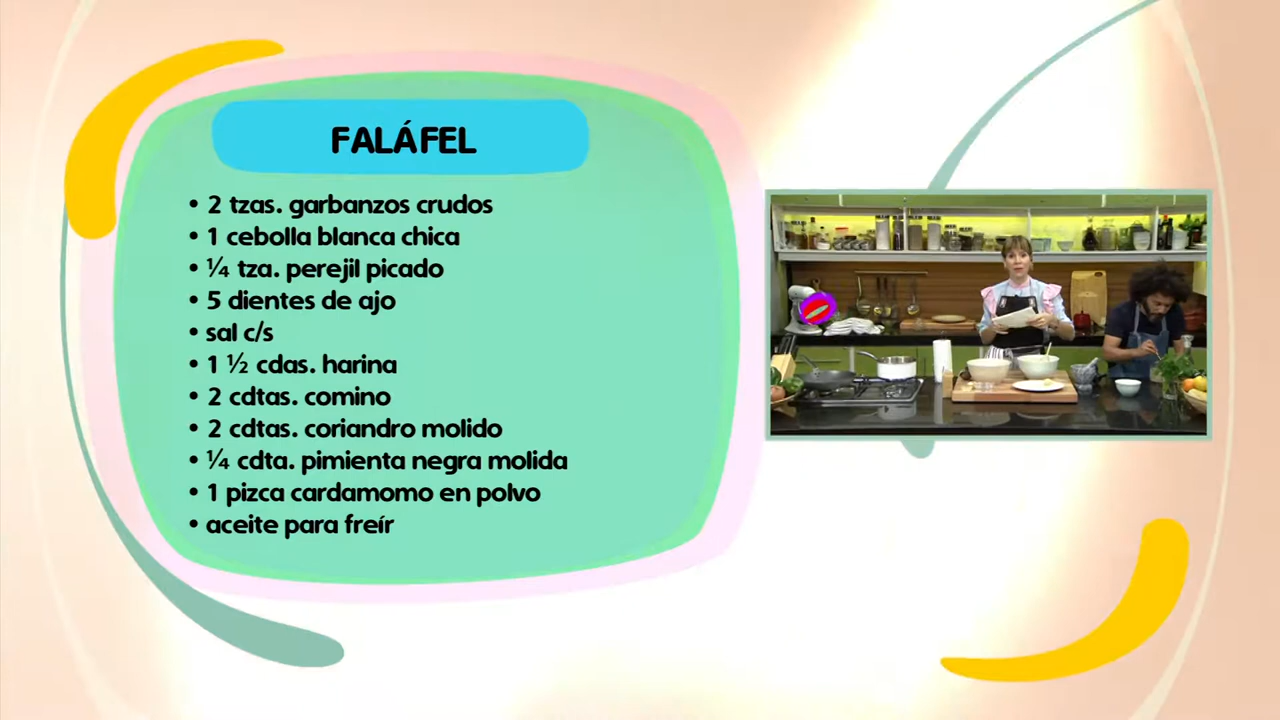 FALÁFEL
• 2 tzas. garbanzos crudos
• 1 cebolla blanca chica
• ¼ tza. perejil picado
• 5 dientes de ajo
• sal c/s
• 1 ½ cdas. harina
• 2 cdtas. comino
• 2 cdtas. coriandro molido
• ¼ cdta. pimienta negra molida
• 1 pizca cardamomo en polvo
• aceite para freír